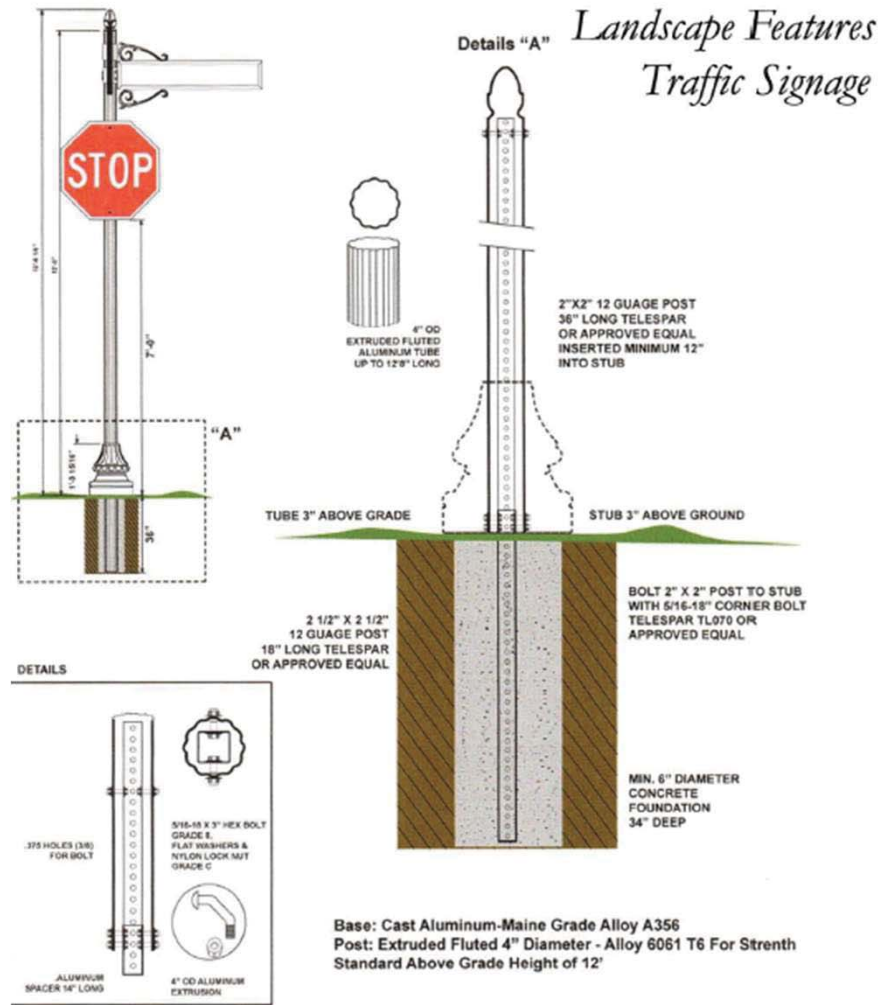 Landscape Features
Traffic Signage
Details "A"
STOP
7'-0"
"A"
36"
4" OD
EXTRUDED FLUTED
ALUMINUM TUBE
UP TO 12'8" LONG
2"X2" 12 GUAGE POST
36" LONG TELESPAR
OR APPROVED EQUAL
INSERTED MINIMUM 12"
INTO STUB
TUBE 3" ABOVE GRADE
STUB 3" ABOVE GROUND
2 1/2" X 2 1/2"
12 GUAGE POST
18" LONG TELESPAR
OR APPROVED EQUAL
BOLT 2" X 2" POST TO STUB
WITH 5/16-18" CORNER BOLT
TELESPAR TL070 OR
APPROVED EQUAL
MIN. 6" DIAMETER
CONCRETE
FOUNDATION
34" DEEP
DETAILS
.375 HOLES (3/8)
FOR BOLT
5/16-18 X 5" HEX BOLT
FLAT WASHERS &
NYLON LOCK NUT
GRADE C
ALUMINUM
SPACER 14" LONG
4" OD ALUMINUM
EXTRUSION
Base: Cast Aluminum-Maine Grade Alloy A356
Post: Extruded Fluted 4" Diameter - Alloy 6061 T6 For Strenth
Standard Above Grade Height of 12'